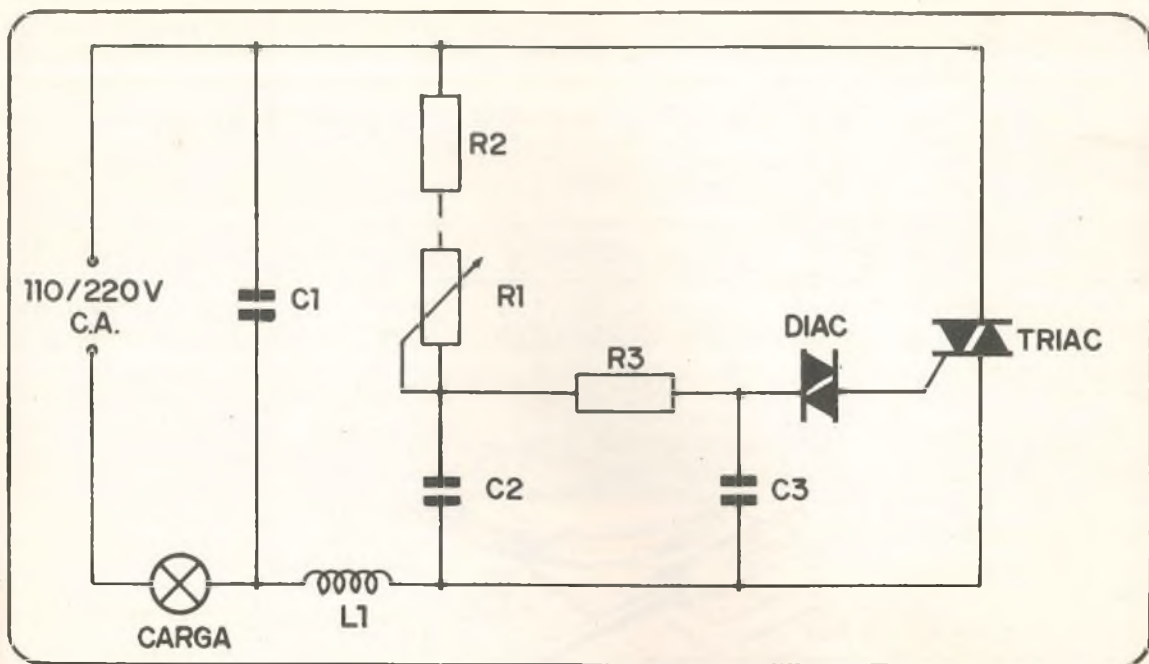 R2
110/220V
C.A.
C1
R1
DIAC
TRIAC
R3
C2
C3
L1
CARGA